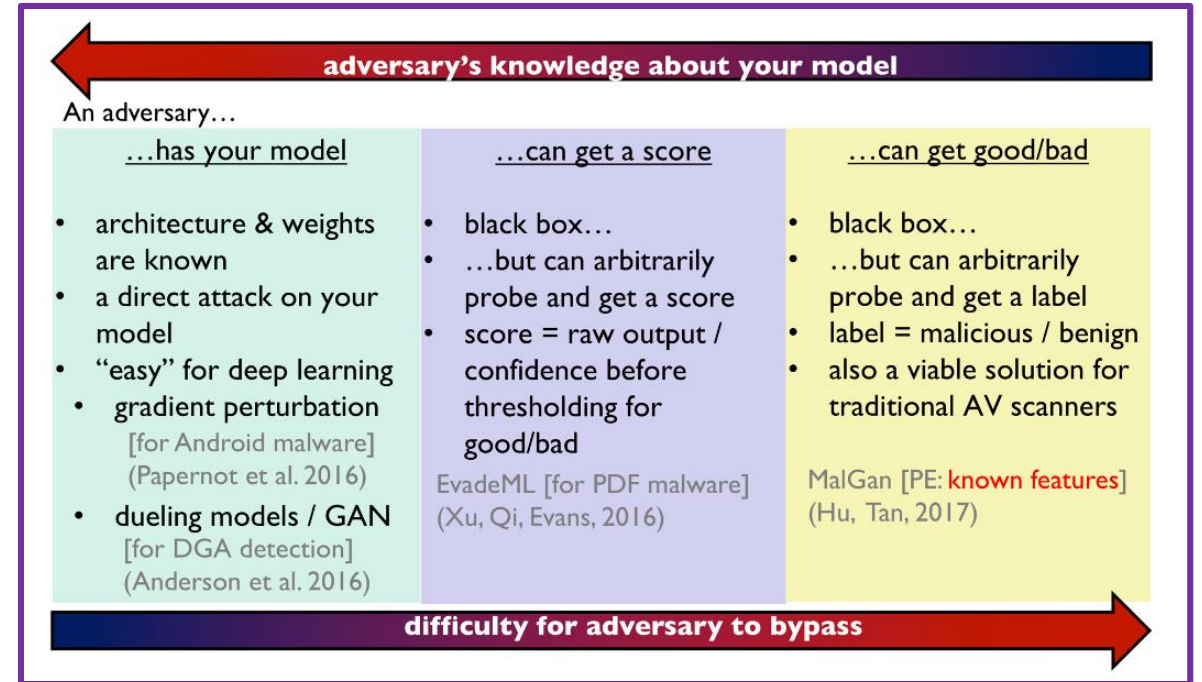 adversary's knowledge about your model
An adversary…
…has your model
• architecture & weights
are known
• a direct attack on your
model
• “easy” for deep learning
• gradient perturbation
[for Android malware]
(Papernot et al. 2016)
• dueling models / GAN
[for DGA detection]
(Anderson et al. 2016)
…can get a score
• black box…
• …but can arbitrarily
probe and get a score
• score = raw output /
confidence before
thresholding for
good/bad
EvadeML [for PDF malware]
(Xu, Qi, Evans, 2016)
…can get good/bad
• black box…
• …but can arbitrarily
probe and get a label
• label = malicious / benign
• also a viable solution for
traditional AV scanners
MalGan [PE: known features]
(Hu, Tan, 2017)
difficulty for adversary to bypass